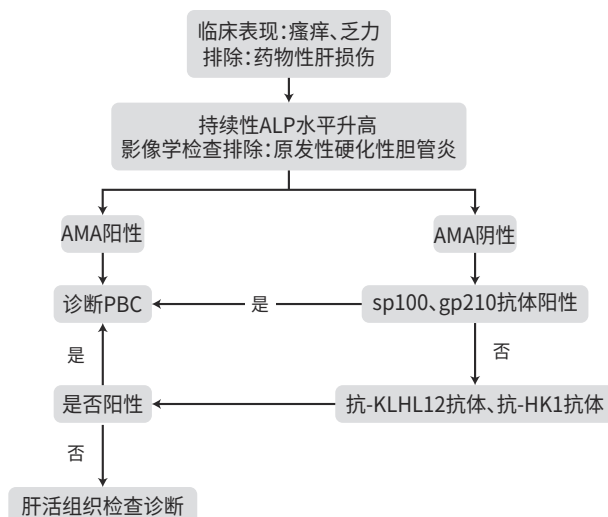 临床表现:瘙痒、乏力
排除:药物性肝损伤
持续性ALP水平升高
影像学检查排除:原发性硬化性胆管炎
AMA阳性
AMA阴性
诊断PBC
是
sp100、gp210抗体阳性
是
否
是否阳性
抗-KLHL12抗体、抗-HK1抗体
否
肝活组织检查诊断